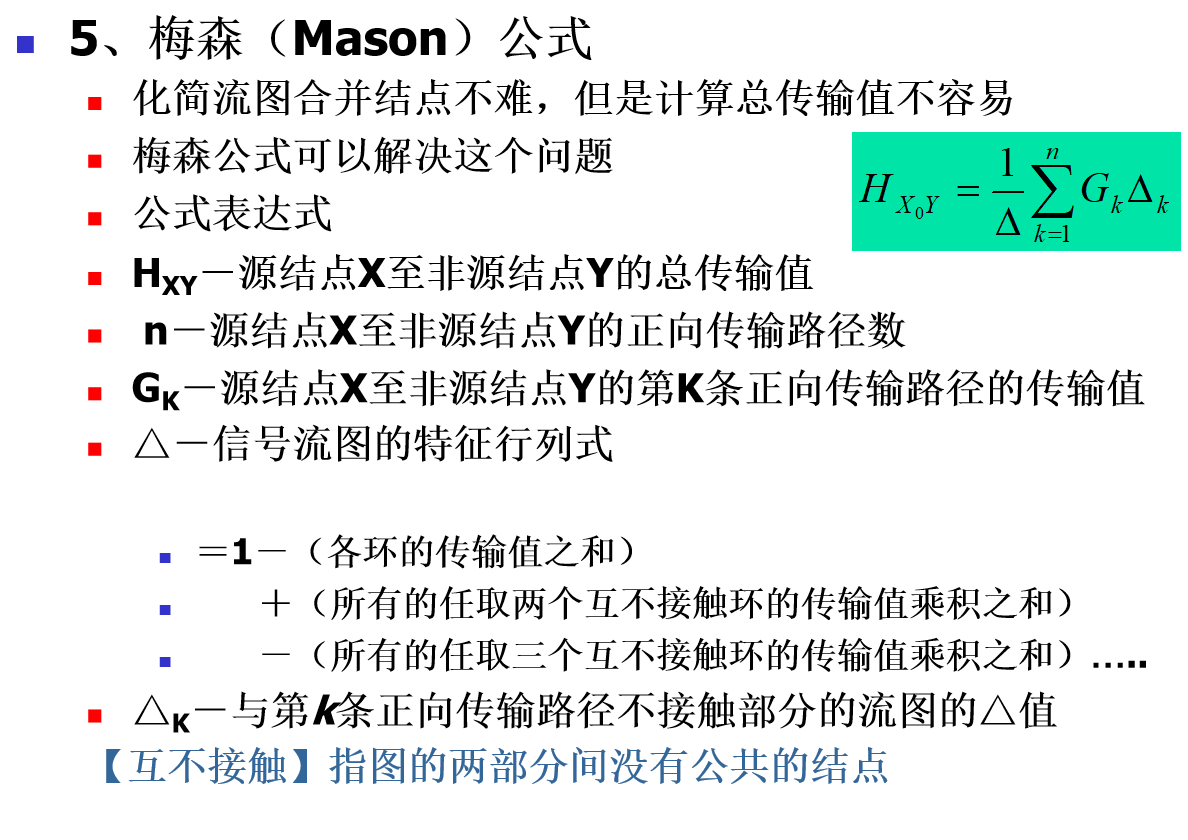 5、梅森（Mason）公式
化简流图合并结点不难，但是计算总传输值不容易
梅森公式可以解决这个问题
公式表达式
H_{X_0Y} = \frac{1}{Δ} \sum_{k=1}^{n} G_k Δ_k
H_{XY}－源结点X至非源结点Y的总传输值
n－源结点X至非源结点Y的正向传输路径数
G_K－源结点X至非源结点Y的第K条正向传输路径的传输值
△－信号流图的特征行列式
＝1－（各环的传输值之和）
＋（所有的任取两个互不接触环的传输值乘积之和）
－（所有的任取三个互不接触环的传输值乘积之和）…..
△_K－与第k条正向传输路径不接触部分的流图的△值
【互不接触】指图的两部分间没有公共的结点